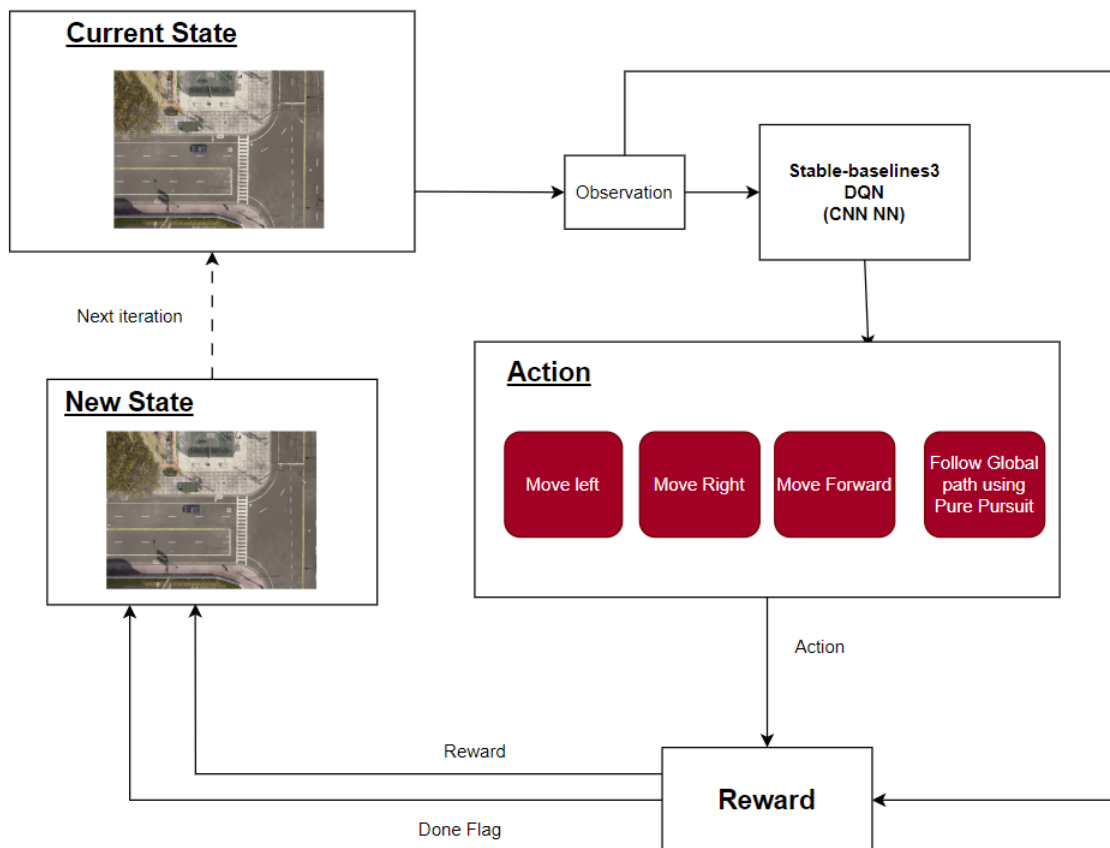 Current State
Observation
Stable-baselines3
DQN
(CNN NN)
Next iteration
New State
Action
Move left
Move Right
Move Forward
Follow Global
path using
Pure Pursuit
Action
Reward
Reward
Done Flag